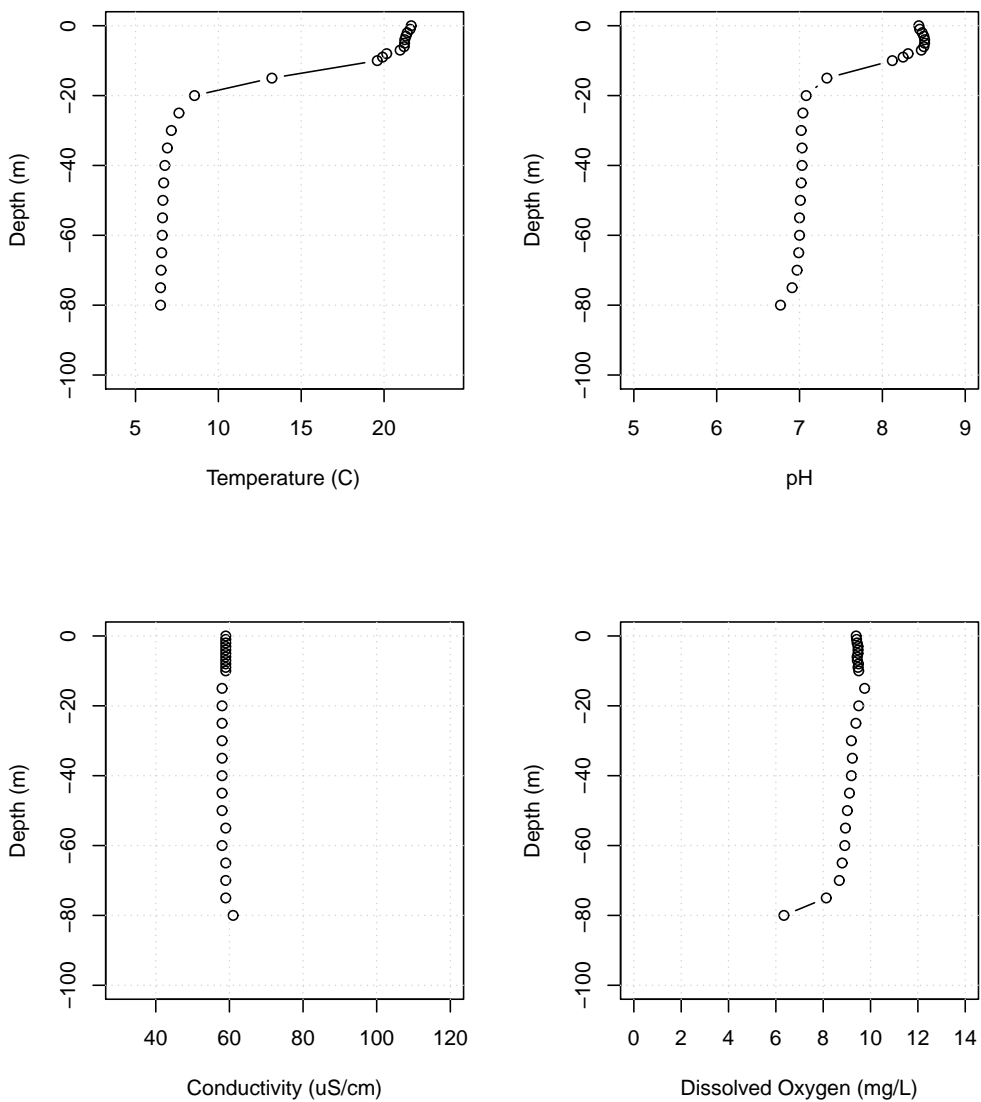 0
−20
−40
−60
−80
−100
Depth (m)
5 10 15 20
Temperature (C)
0
−20
−40
−60
−80
−100
Depth (m)
5 6 7 8 9
pH
0
−20
−40
−60
−80
−100
Depth (m)
40 60 80 100 120
Conductivity (uS/cm)
0
−20
−40
−60
−80
−100
Depth (m)
0 2 4 6 8 10 12 14
Dissolved Oxygen (mg/L)